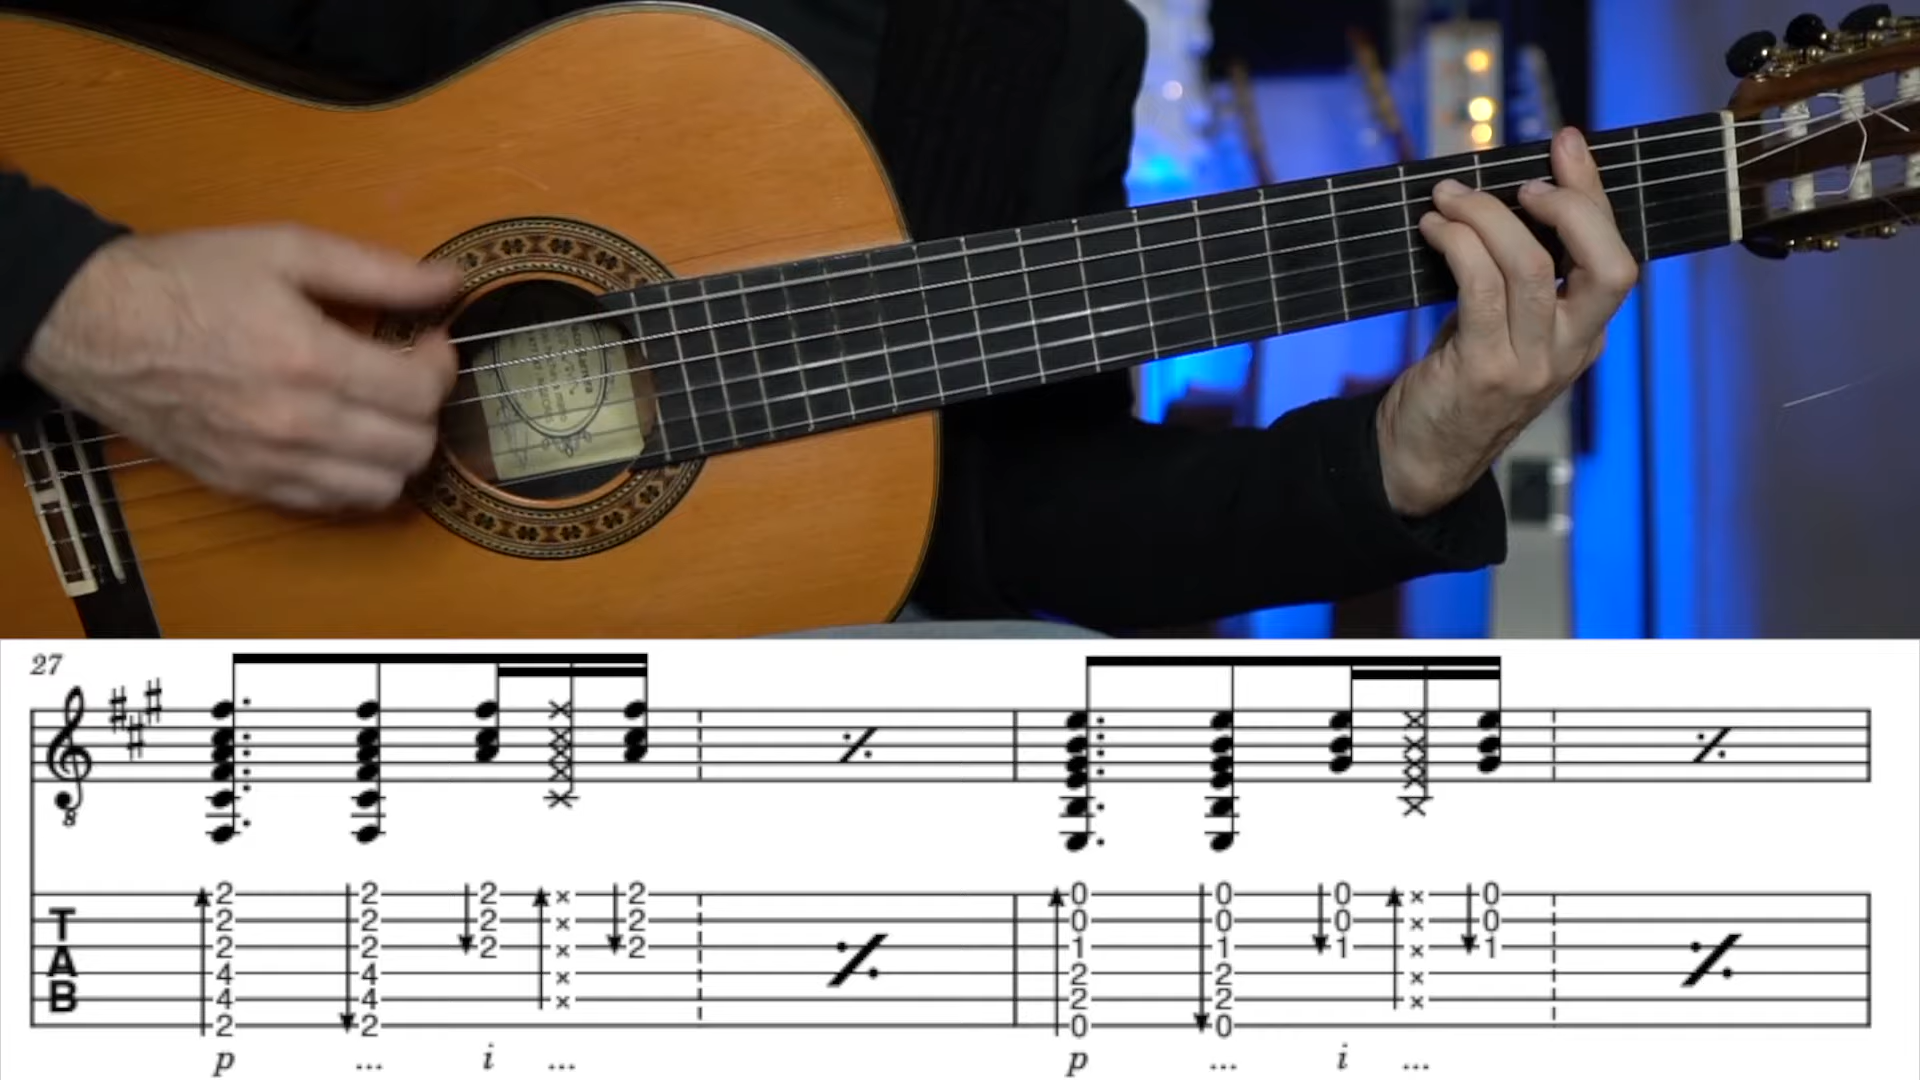 27
8
2 2 2 2 0 0 0 0
2 2 2 2 0 0 0 0
T 2 2 2 2 1 1 1 1
A 4 4 2 2
B 4 4 2 2
2 2 0 0
p ... i ... p ... i ...